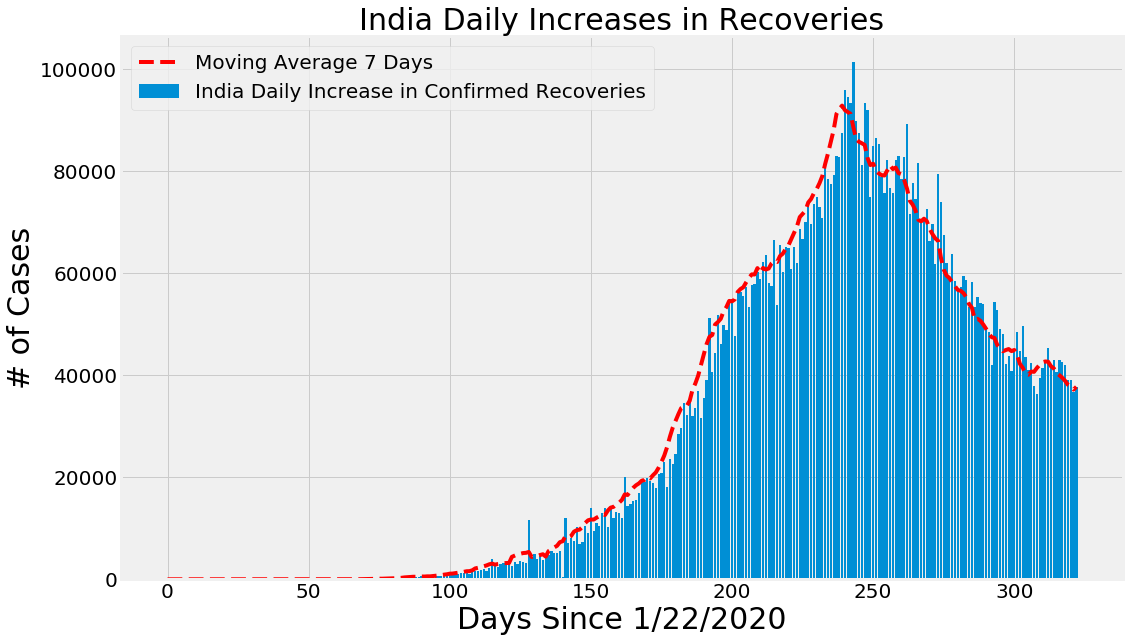 India Daily Increases in Recoveries
Moving Average 7 Days
India Daily Increase in Confirmed Recoveries
# of Cases
100000
80000
60000
40000
20000
0
0 50 100 150 200 250 300
Days Since 1/22/2020